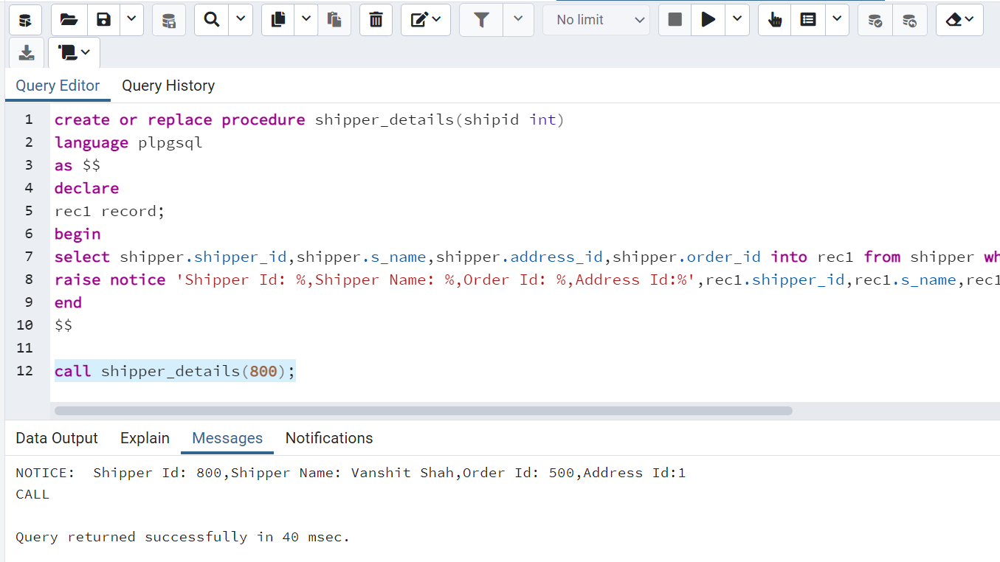 No limit
Query Editor Query History
1 create or replace procedure shipper_details(shipid int)
2 language plpgsql
3 as $$
4 declare
5 rec1 record;
6 begin
7 select shipper.shipper_id,shipper.s_name,shipper.address_id,shipper.order_id into rec1 from shipper wh
8 raise notice 'Shipper Id: %,Shipper Name: %,Order Id: %,Address Id:%',rec1.shipper_id,rec1.s_name,rec1
9 end
10 $$
11
12 call shipper_details(800);
Data Output Explain Messages Notifications
NOTICE:  Shipper Id: 800,Shipper Name: Vanshit Shah,Order Id: 500,Address Id:1
CALL
Query returned successfully in 40 msec.